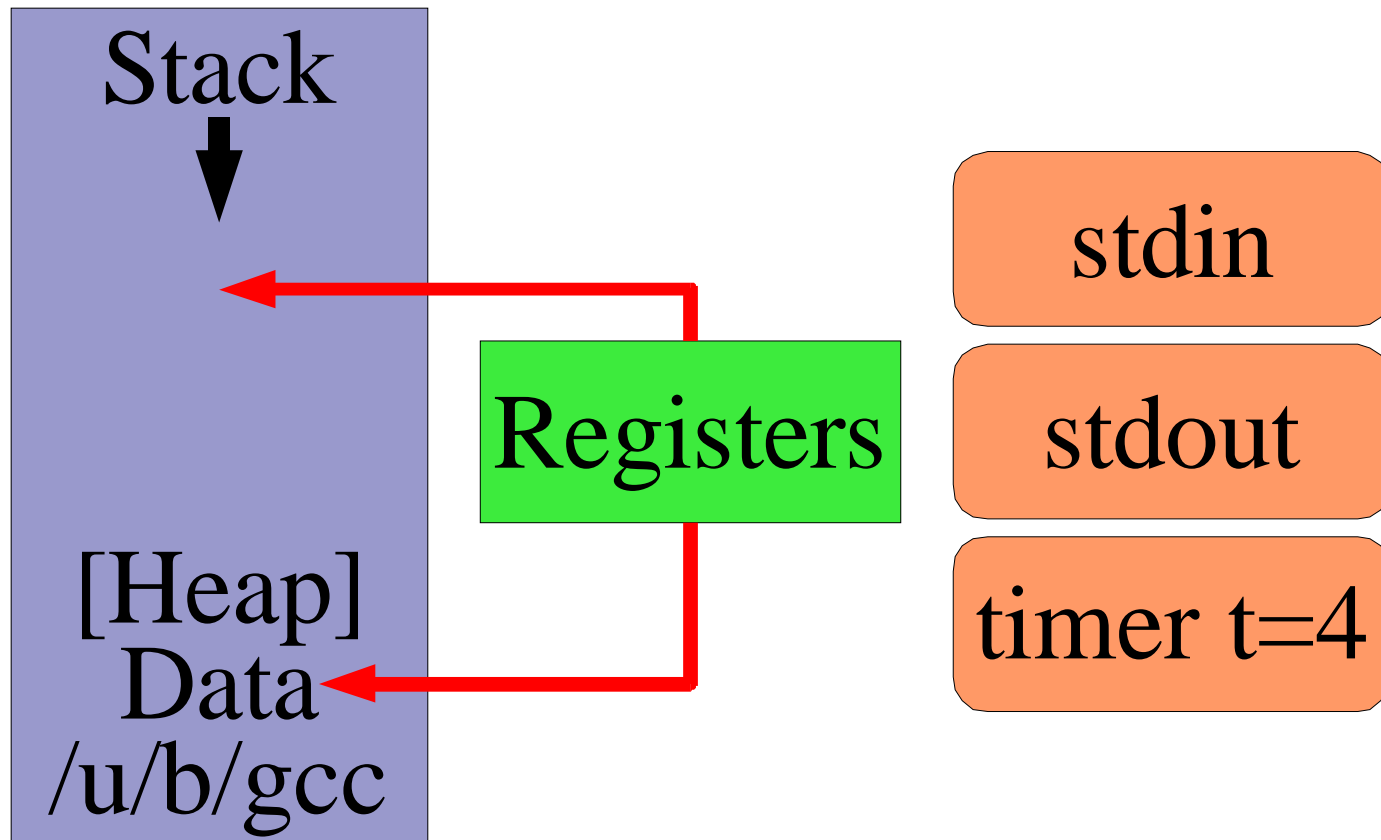 Stack
[Heap]
Data
/u/b/gcc
Registers
stdin
stdout
timer t=4